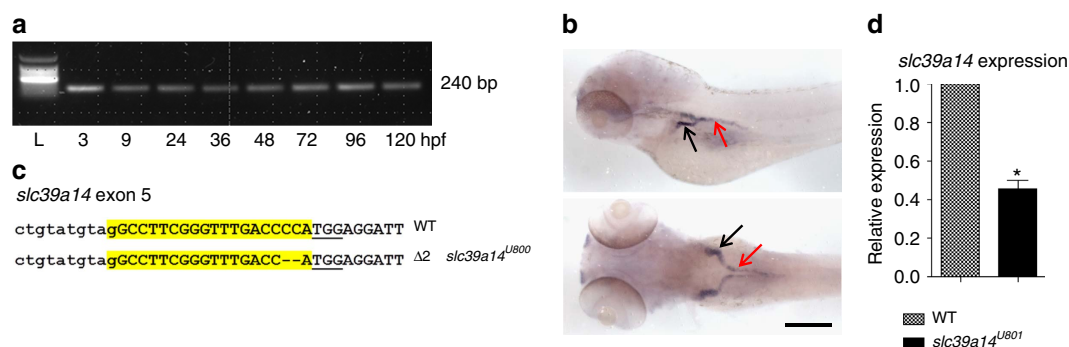 a
240 bp
L 3 9 24 36 48 72 96 120 hpf
c
slc39a14 exon 5
ctgtatgtagGCCTTCGGGTTTGACCCCATGGAGGATT WT
ctgtatgtagGCCTTCGGGTTTGACC--ATGGAGGATT Δ2 slc39a14U800
b
d
slc39a14 expression
Relative expression
1.0
0.8
0.6
0.4
0.2
0.0
*
WT
slc39a14U801